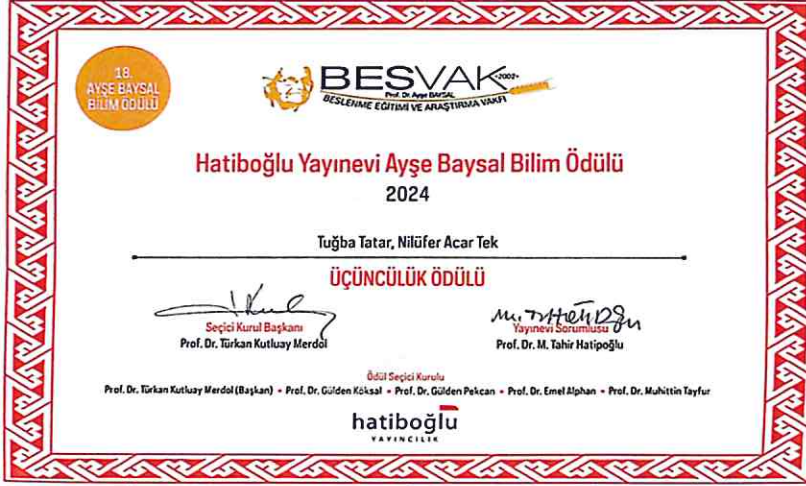 18.
AYŞE BAYSAL
BİLİM ÖDÜLÜ
BESVAK
•2002•
Prof. Dr. Ayşe BAYSAL
BESLENME EĞİTİMİ VE ARAŞTIRMA VAKFI
Hatiboğlu Yayınevi Ayşe Baysal Bilim Ödülü
2024
Tuğba Tatar, Nilüfer Acar Tek
ÜÇÜNCÜLÜK ÖDÜLÜ
Seçici Kurul Başkanı
Prof. Dr. Türkan Kutluay Merdol
Yayınevi Sorumlusu
Prof. Dr. M. Tahir Hatipoğlu
Ödül Seçici Kurulu
Prof. Dr. Türkan Kutluay Merdol (Başkan) • Prof. Dr. Gülden Köksal • Prof. Dr. Gülden Pekcan • Prof. Dr. Emel Alphan • Prof. Dr. Muhittin Tayfur
hatiboğlu
YAYINCILIK